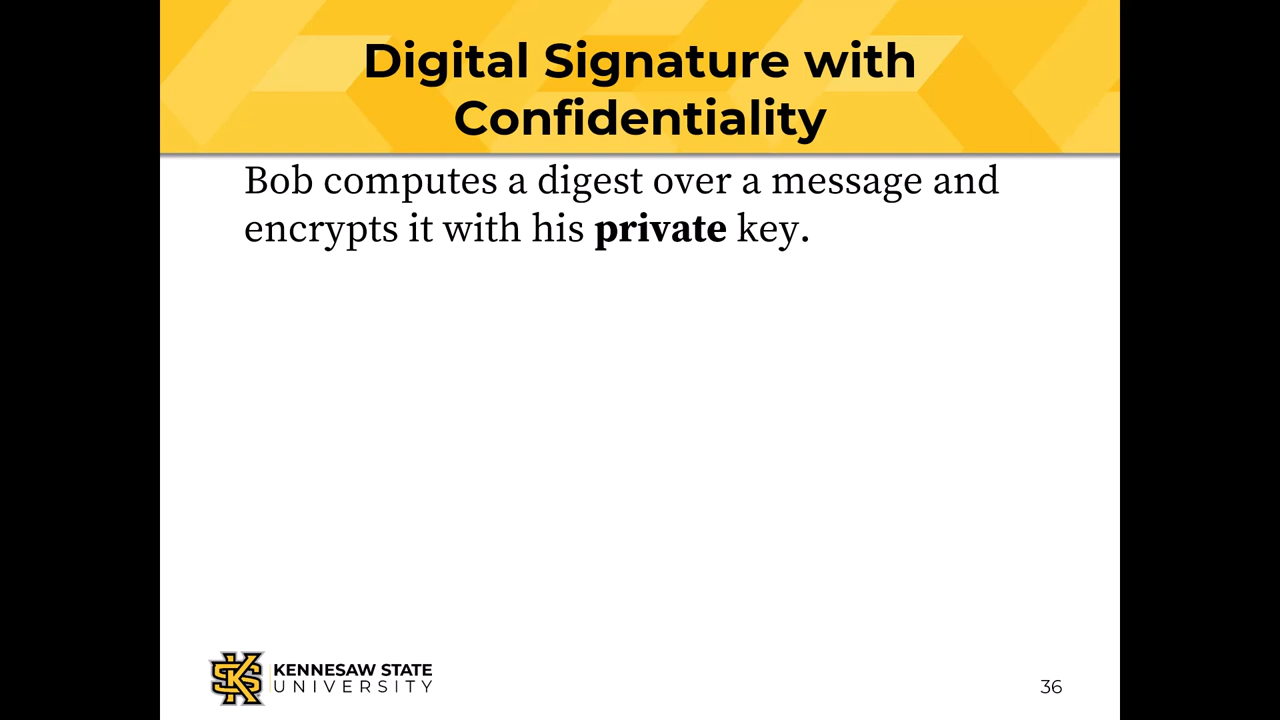 Digital Signature with
Confidentiality
Bob computes a digest over a message and
encrypts it with his private key.
KENNESAW STATE
UNIVERSITY
36